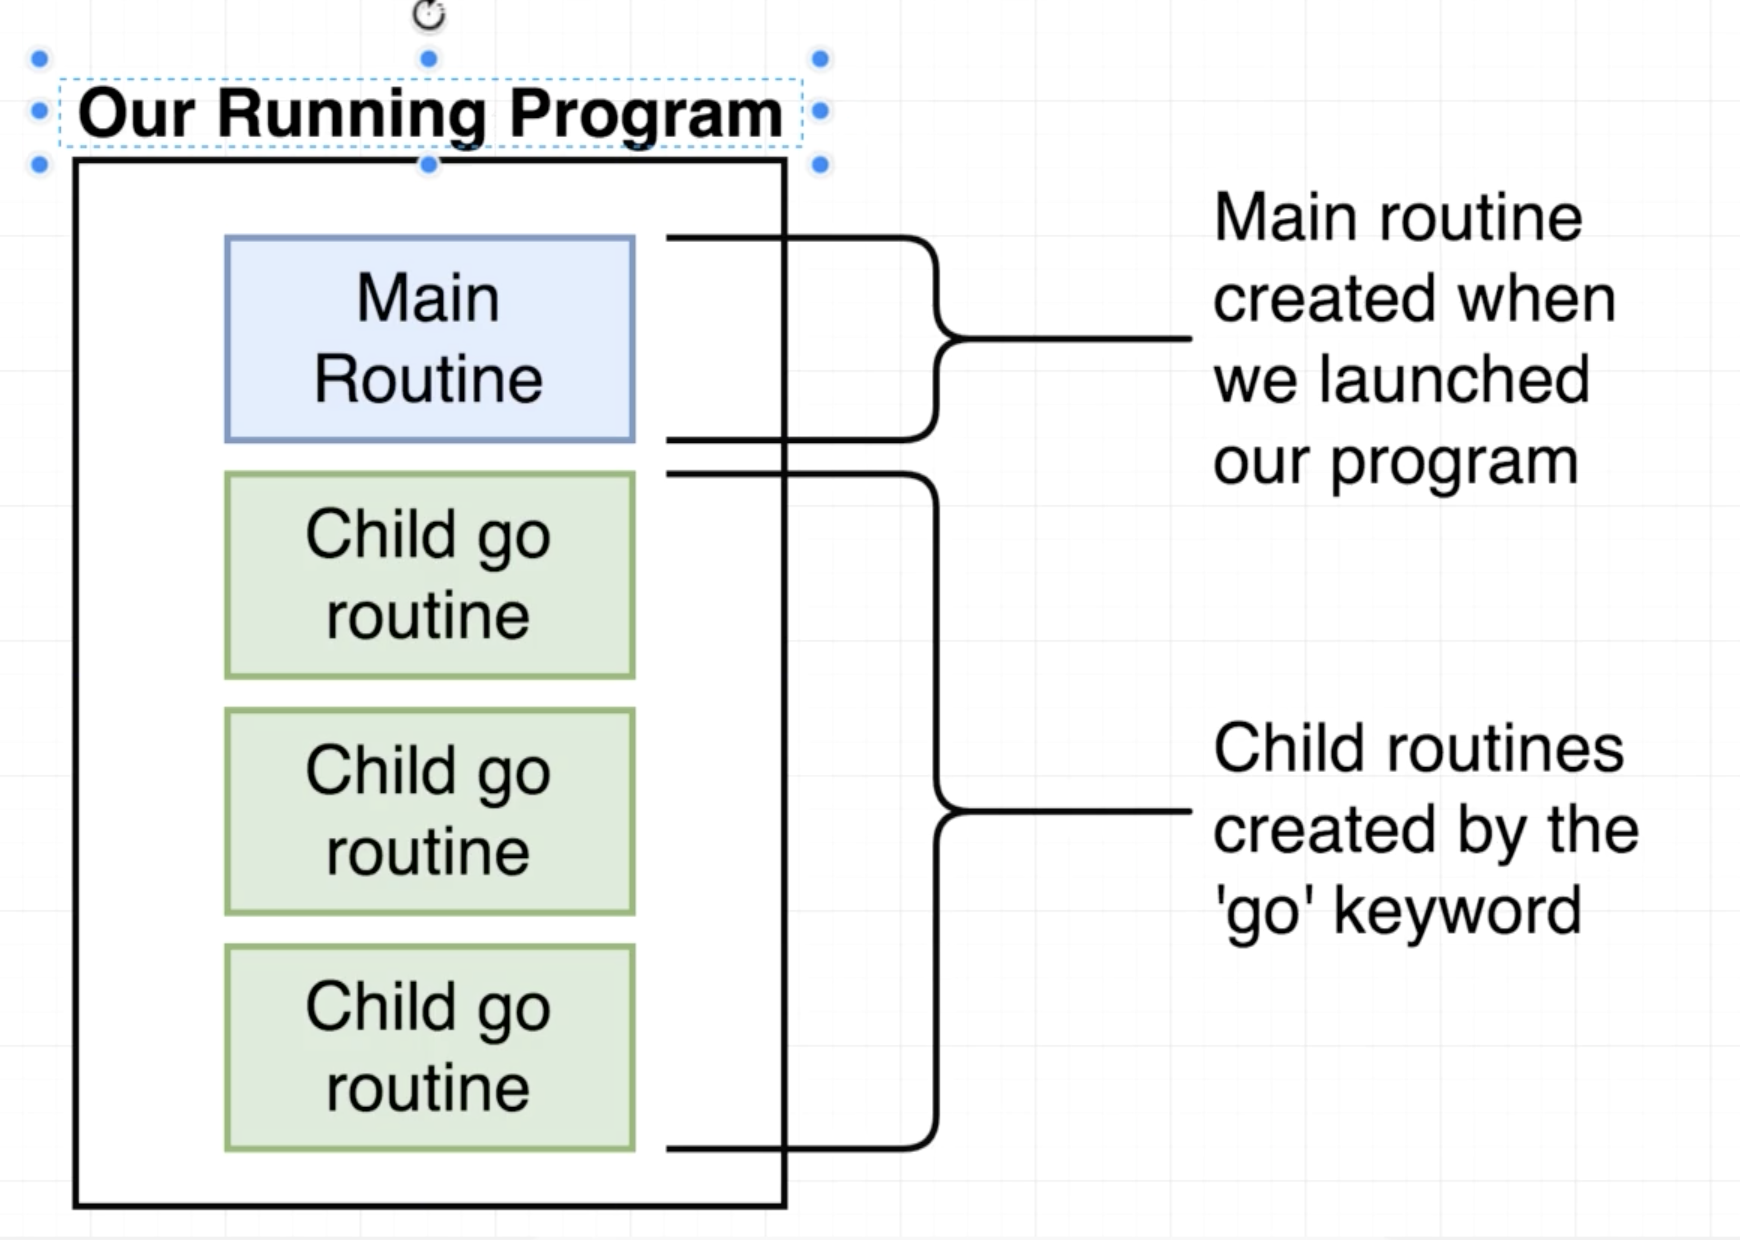 Our Running Program
Main
Routine
Child go
routine
Child go
routine
Child go
routine
Main routine
created when
we launched
our program
Child routines
created by the
'go' keyword